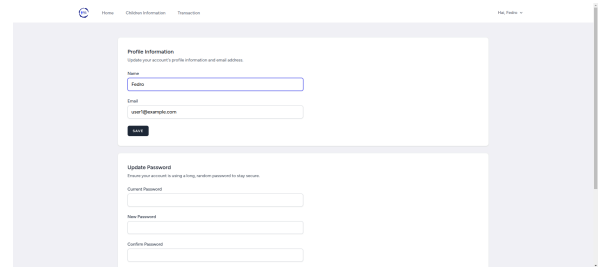 Home Children Information Transaction Hai, Fedro
Profile Information
Update your account's profile information and email address.
Name
Fedro
Email
user1@example.com
SAVE
Update Password
Ensure your account is using a long, random password to stay secure.
Current Password
New Password
Confirm Password